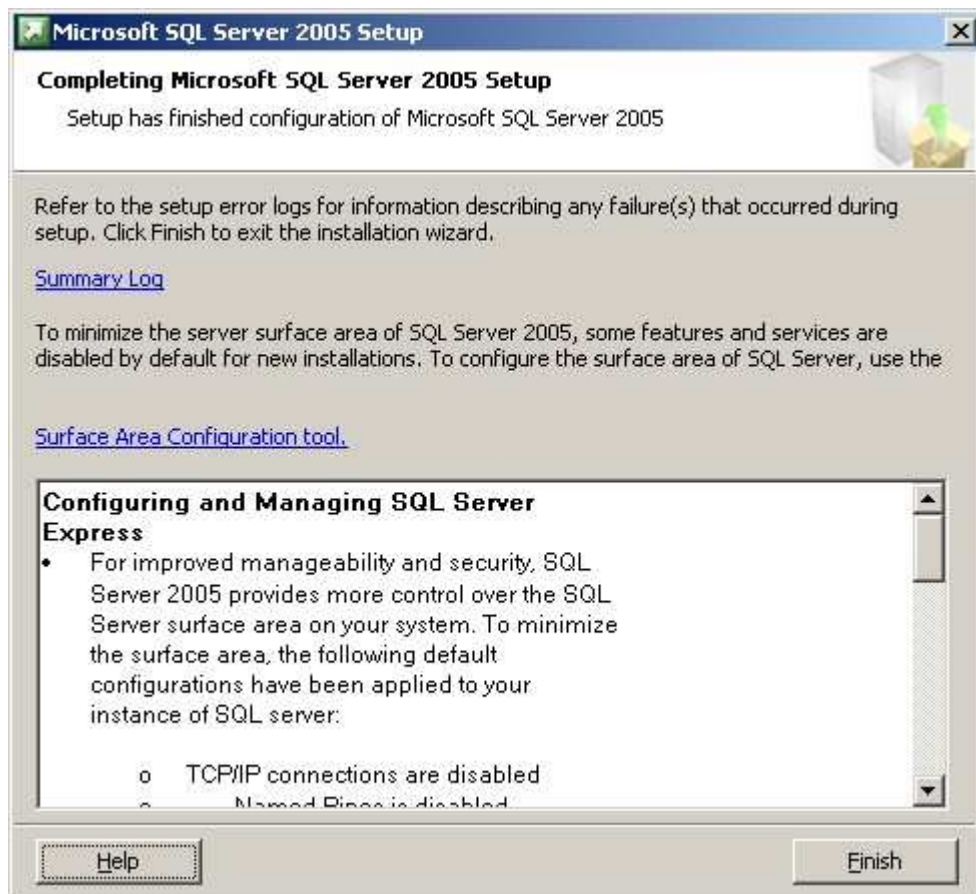 Microsoft SQL Server 2005 Setup
Completing Microsoft SQL Server 2005 Setup
Setup has finished configuration of Microsoft SQL Server 2005
Refer to the setup error logs for information describing any failure(s) that occurred during
setup. Click Finish to exit the installation wizard.
Summary Log
To minimize the server surface area of SQL Server 2005, some features and services are
disabled by default for new installations. To configure the surface area of SQL Server, use the
Surface Area Configuration tool.
Configuring and Managing SQL Server
Express
• For improved manageability and security, SQL
Server 2005 provides more control over the SQL
Server surface area on your system. To minimize
the surface area, the following default
configurations have been applied to your
instance of SQL server:
o TCP/IP connections are disabled
o Named Pipes is disabled
Help
Finish